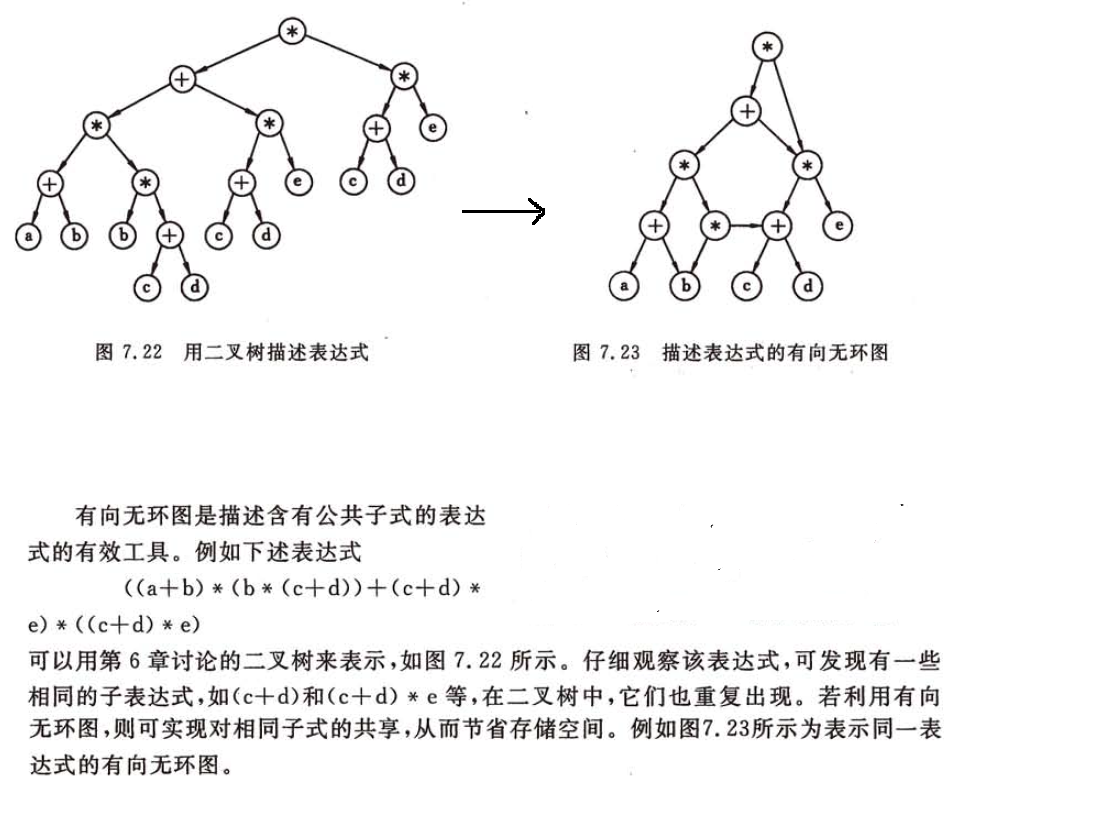 *
+ *
* * + e
+ * + e c d
a b b + c d
c d
图 7.22 用二叉树描述表达式
*
+
* *
+ * + e
a b c d
图 7.23 描述表达式的有向无环图
有向无环图是描述含有公共子式的表达
式的有效工具。例如下述表达式
((a+b)*(b*(c+d))+(c+d)*
e)*((c+d)*e)
可以用第 6 章讨论的二叉树来表示,如图 7.22 所示。仔细观察该表达式,可发现有一些
相同的子表达式,如(c+d)和(c+d)*e 等,在二叉树中,它们也重复出现。若利用有向
无环图,则可实现对相同子式的共享,从而节省存储空间。例如图7.23所示为表示同一表
达式的有向无环图。